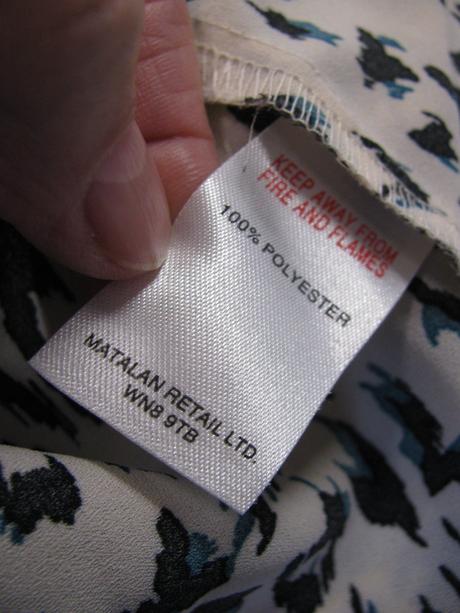 KEEP AWAY FROM
FIRE AND FLAMES
100% POLYESTER
MATALAN RETAIL LTD.
WN8 9TB